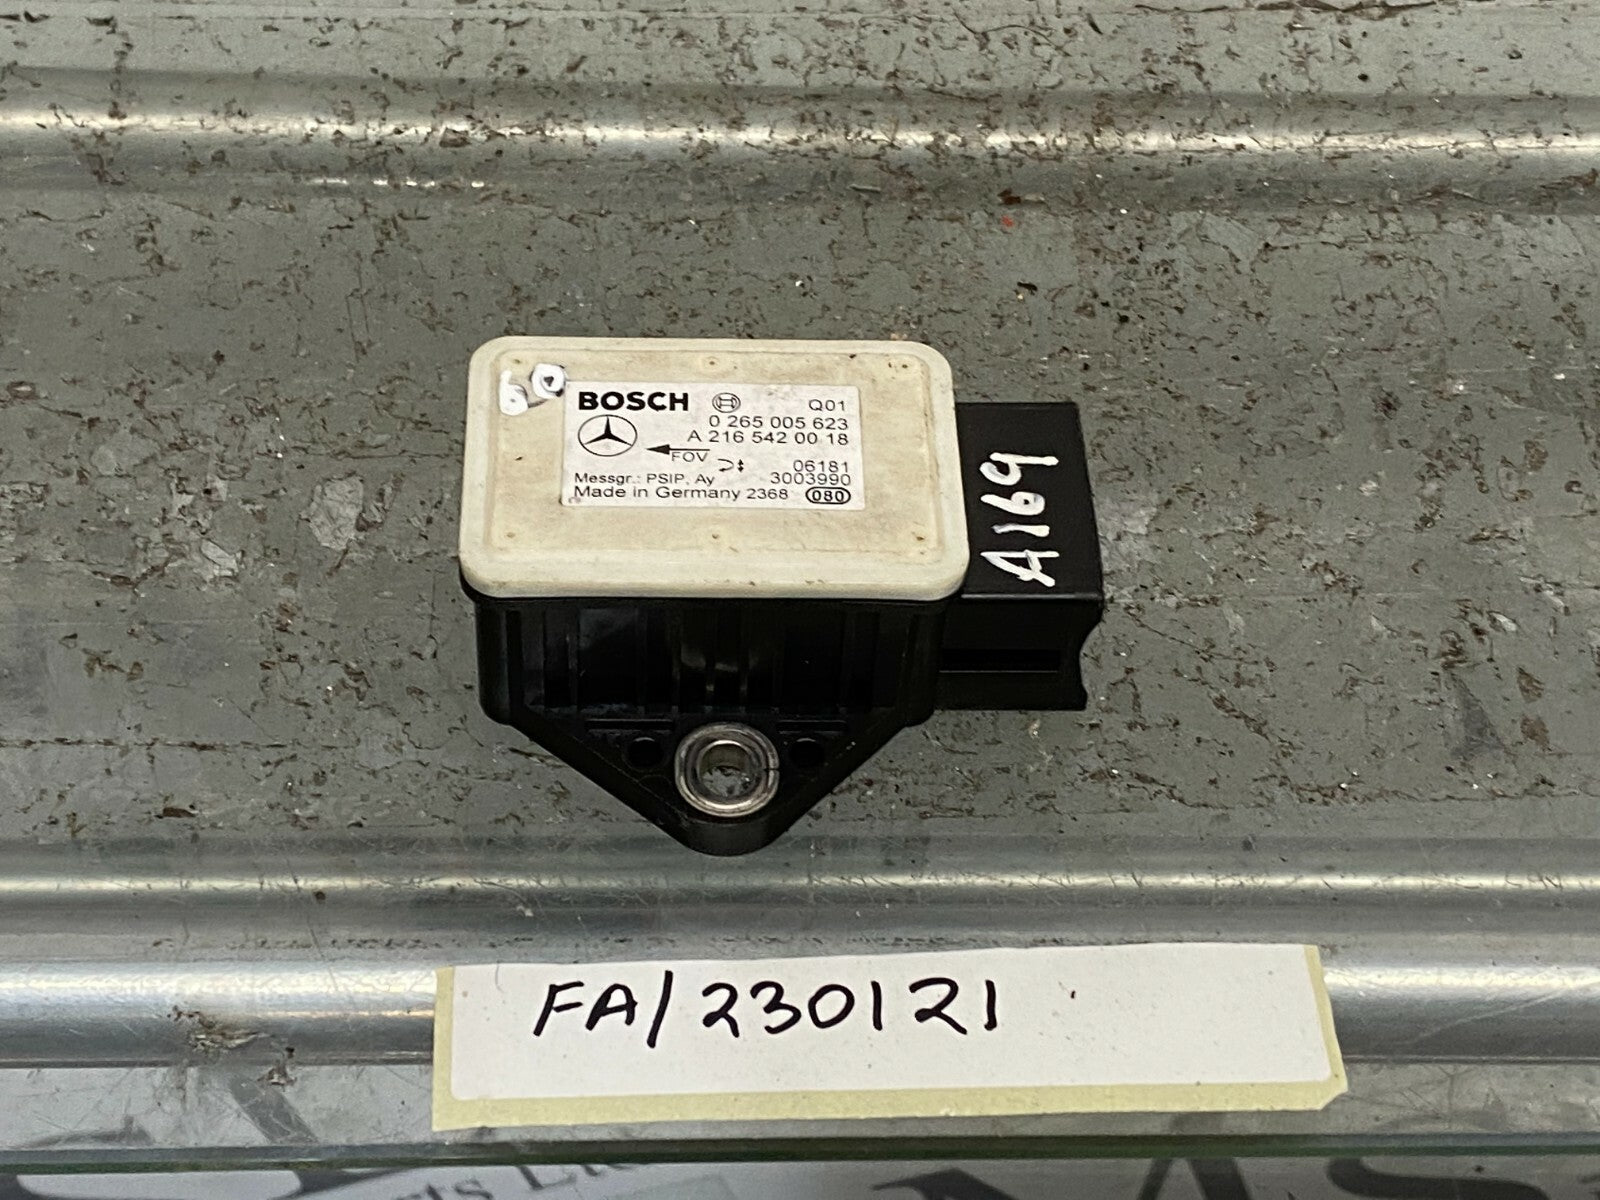 60
BOSCH Q01
0 265 005 623
A 216 542 00 18
FOV
06181
Messgr.: PSIP, Ay 3003990
Made in Germany 2368 080
A169
FA/230121